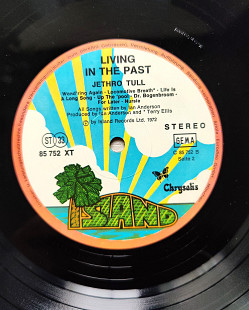 LIVING
IN THE PAST
JETHRO TULL
Wond'ring Again - Locomotive Breath - Life Is
A Long Song - Up The 'pool - Dr. Bogenbroom -
For Later - Nursie
All Songs written by Ian Anderson
Produced by Ian Anderson + Terry Ellis
by Island Records Ltd. 1972
ST 33
85 752 XT
STEREO
GEMA
85 752 B
Seite 2
Chrysalis
ISLAND